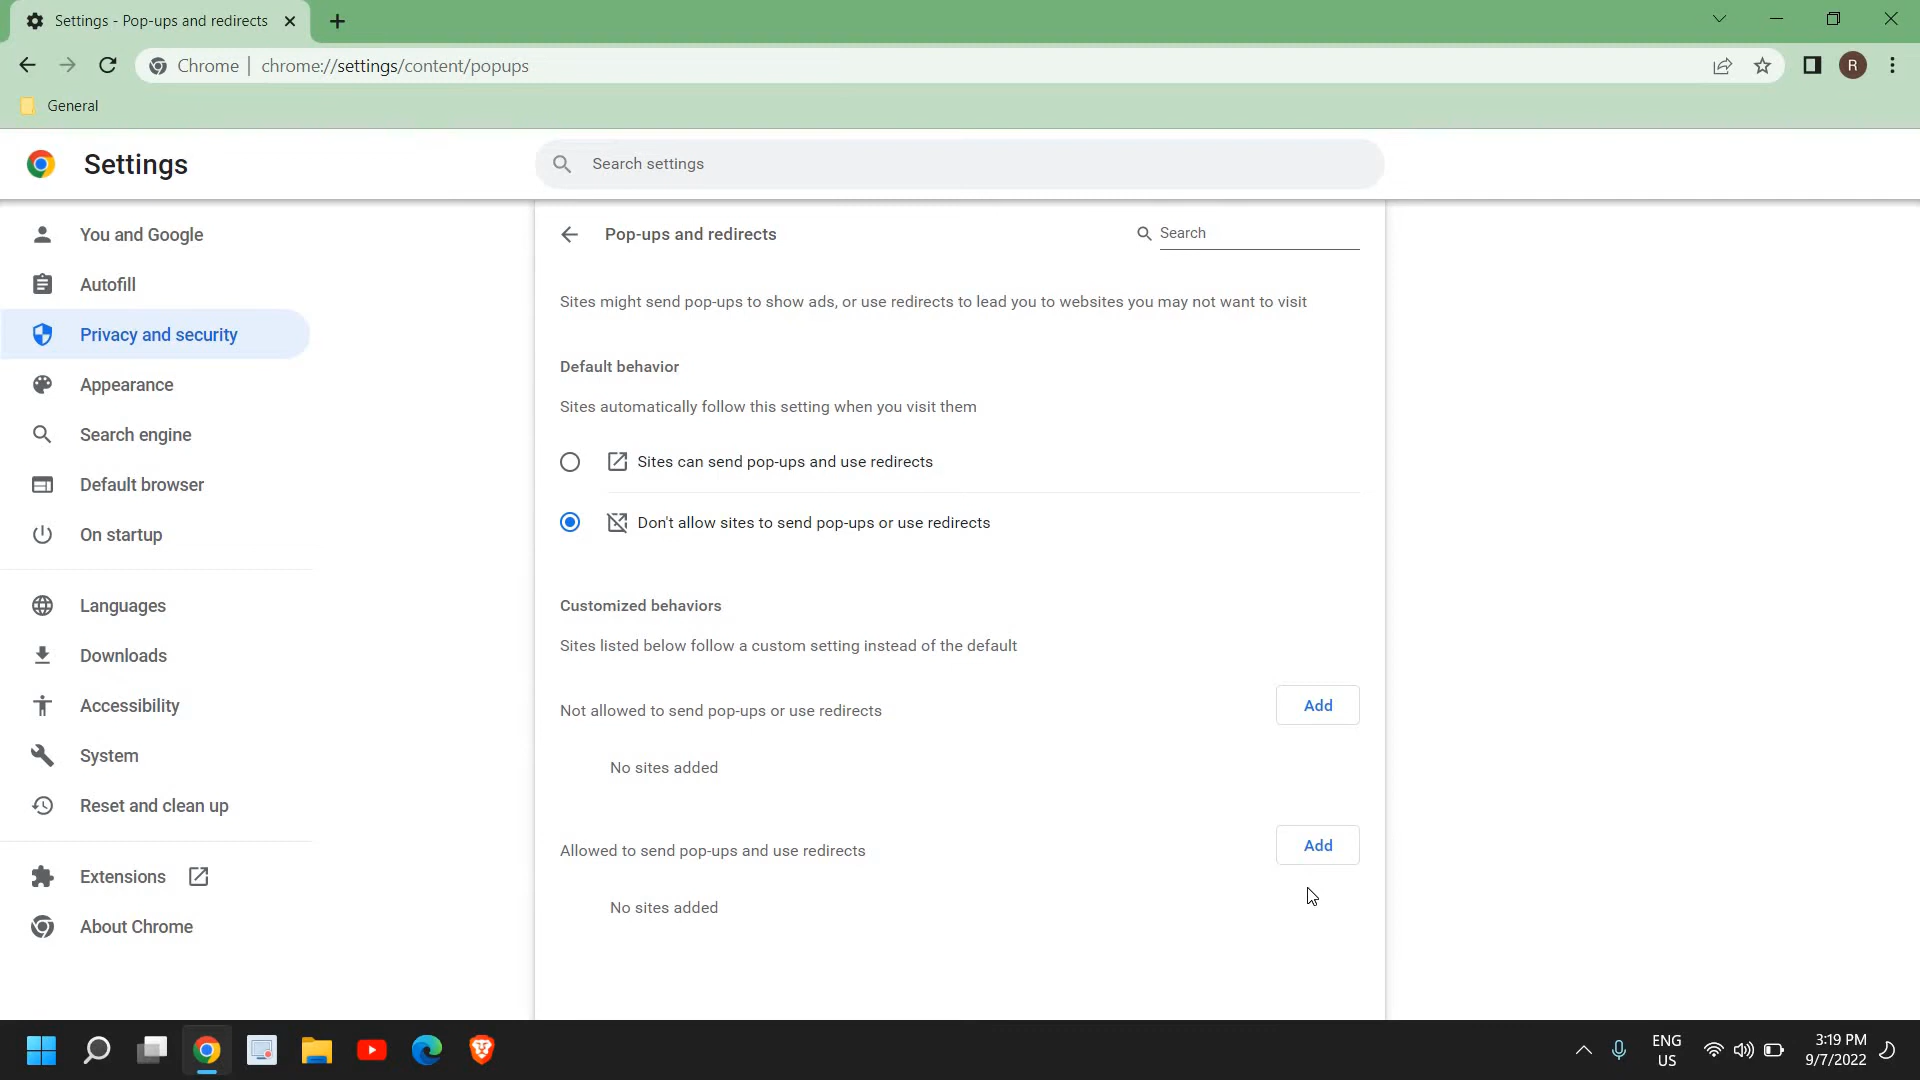 Settings - Pop-ups and redirects
Chrome | chrome://settings/content/popups
R
General
Settings
Search settings
You and Google
Autofill
Privacy and security
Appearance
Search engine
Default browser
On startup
Languages
Downloads
Accessibility
System
Reset and clean up
Extensions
About Chrome
Pop-ups and redirects
Search
Sites might send pop-ups to show ads, or use redirects to lead you to websites you may not want to visit
Default behavior
Sites automatically follow this setting when you visit them
Sites can send pop-ups and use redirects
Don't allow sites to send pop-ups or use redirects
Customized behaviors
Sites listed below follow a custom setting instead of the default
Not allowed to send pop-ups or use redirects
Add
No sites added
Allowed to send pop-ups and use redirects
Add
No sites added
ENG
US
3:19 PM
9/7/2022